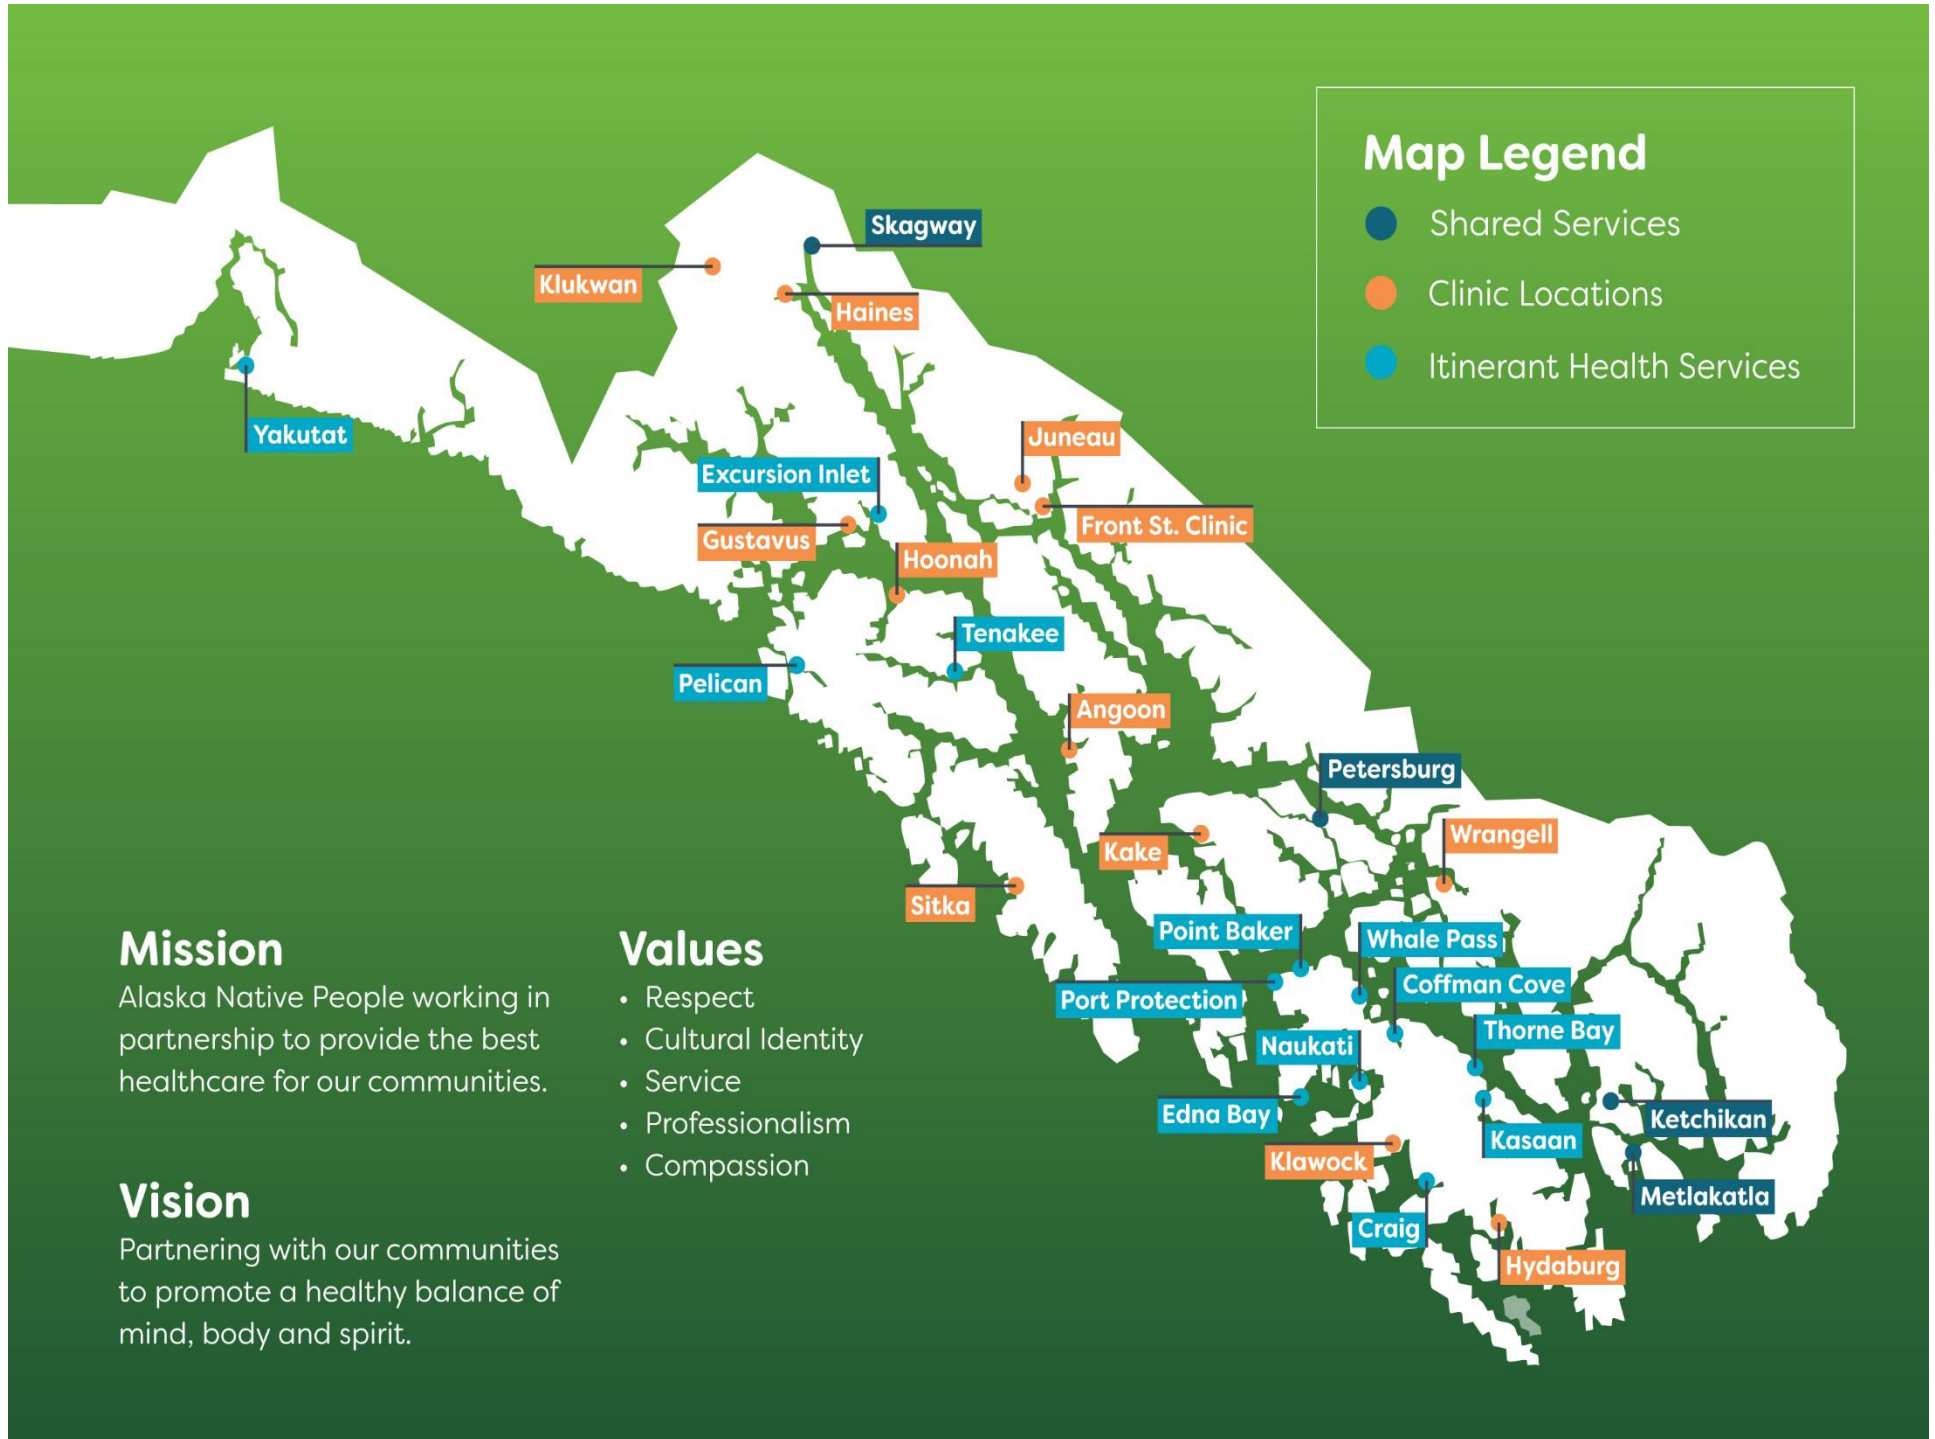 Map Legend
Shared Services
Clinic Locations
Itinerant Health Services
Skagway
Klukwan
Haines
Yakutat
Juneau
Excursion Inlet
Front St. Clinic
Gustavus
Hoonah
Tenakee
Pelican
Angoon
Petersburg
Wrangell
Kake
Sitka
Point Baker
Whale Pass
Coffman Cove
Port Protection
Thorne Bay
Naukati
Edna Bay
Ketchikan
Kasaan
Klawock
Metlakatla
Craig
Hydaburg
Mission
Alaska Native People working in
partnership to provide the best
healthcare for our communities.
Vision
Partnering with our communities
to promote a healthy balance of
mind, body and spirit.
Values
• Respect
• Cultural Identity
• Service
• Professionalism
• Compassion